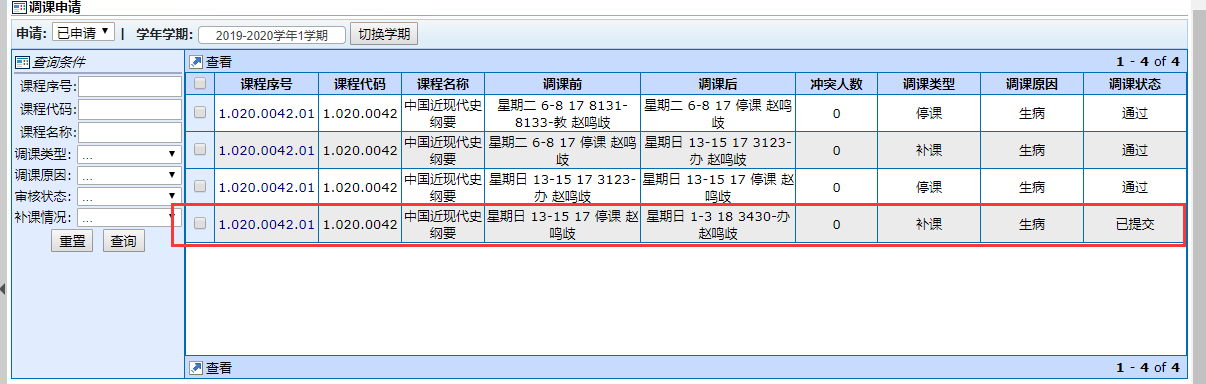 调课申请
申请: 已申请 | 学年学期: 2019-2020学年1学期 切换学期
查询条件
课程序号:
课程代码:
课程名称:
调课类型: ...
调课原因: ...
审核状态: ...
补课情况: ...
重置 查询
查看 1 - 4 of 4
课程序号 课程代码 课程名称 调课前 调课后 冲突人数 调课类型 调课原因 调课状态
1.020.0042.01 1.020.0042 中国近现代史纲要 星期二 6-8 17 8131-8133-教 赵鸣歧 星期二 6-8 17 停课 赵鸣歧 0 停课 生病 通过
1.020.0042.01 1.020.0042 中国近现代史纲要 星期二 6-8 17 停课 赵鸣歧 星期日 13-15 17 3123-办 赵鸣歧 0 补课 生病 通过
1.020.0042.01 1.020.0042 中国近现代史纲要 星期日 13-15 17 3123-办 赵鸣歧 星期日 13-15 17 停课 赵鸣歧 0 停课 生病 通过
1.020.0042.01 1.020.0042 中国近现代史纲要 星期日 13-15 17 停课 赵鸣歧 星期日 1-3 18 3430-办 赵鸣歧 0 补课 生病 已提交
查看 1 - 4 of 4